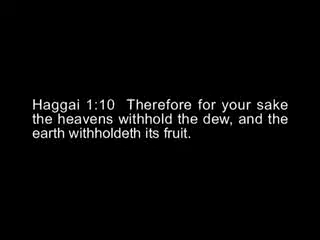 Haggai 1:10  Therefore for your sake
the heavens withhold the dew, and the
earth withholdeth its fruit.